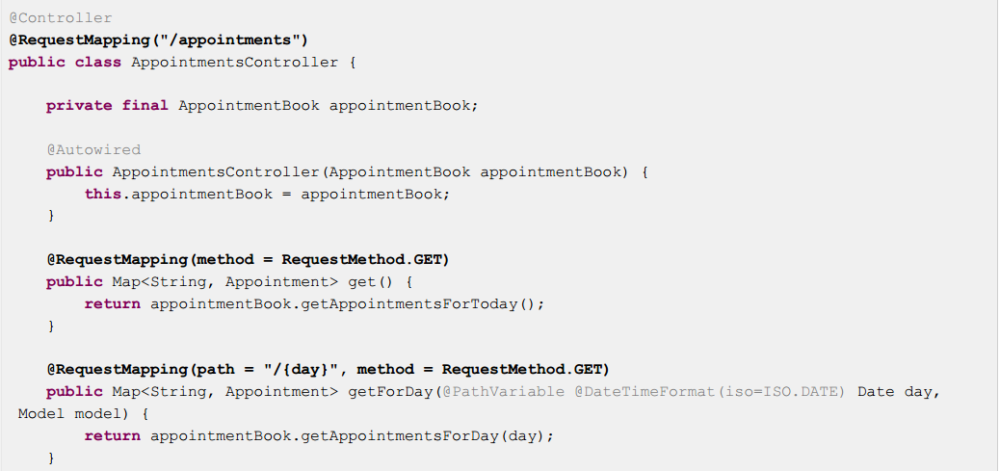 @Controller
@RequestMapping("/appointments")
public class AppointmentsController {
private final AppointmentBook appointmentBook;
@Autowired
public AppointmentsController(AppointmentBook appointmentBook) {
this.appointmentBook = appointmentBook;
}
@RequestMapping(method = RequestMethod.GET)
public Map<String, Appointment> get() {
return appointmentBook.getAppointmentsForToday();
}
@RequestMapping(path = "/{day}", method = RequestMethod.GET)
public Map<String, Appointment> getForDay(@PathVariable @DateTimeFormat(iso=ISO.DATE) Date day,
Model model) {
return appointmentBook.getAppointmentsForDay(day);
}